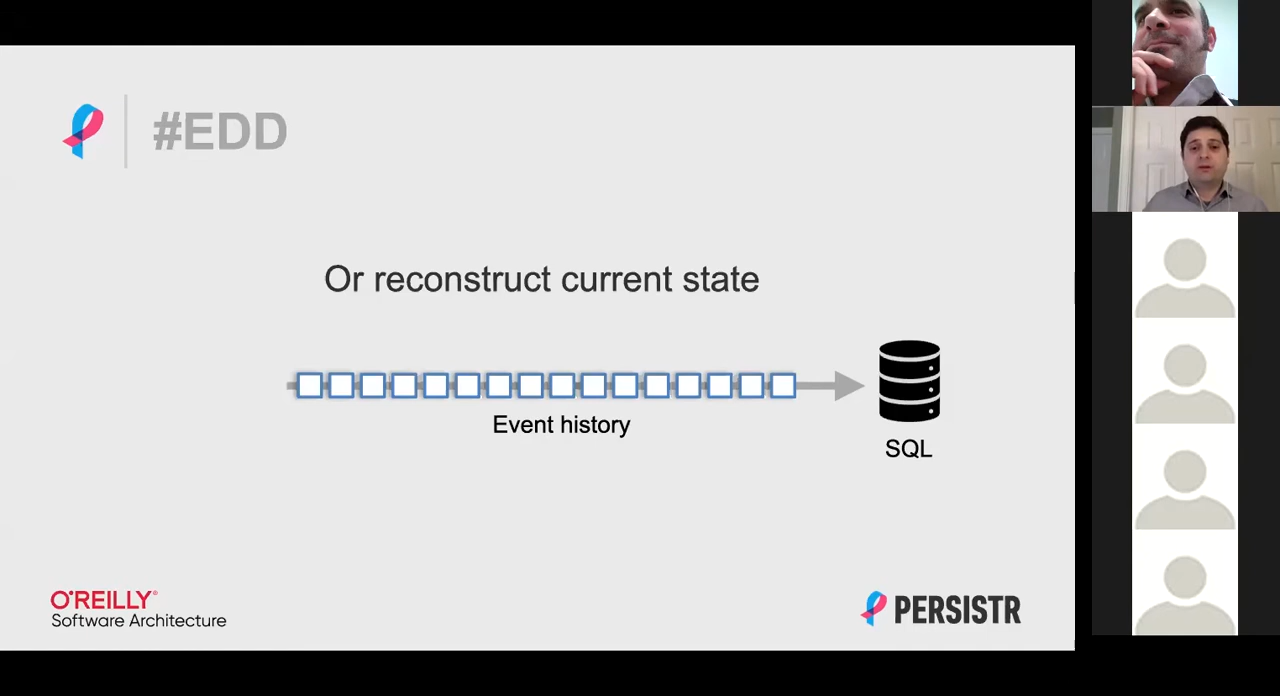 #EDD
Or reconstruct current state
Event history
SQL
O'REILLY®
Software Architecture
PERSISTR